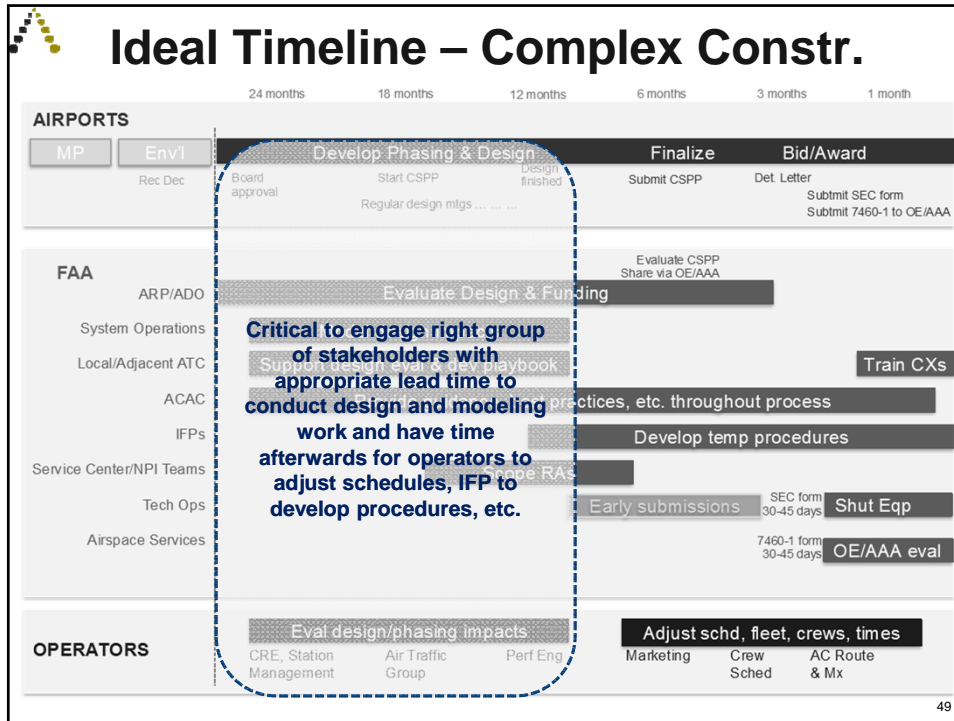 Ideal Timeline – Complex Constr.
24 months 18 months 12 months 6 months 3 months 1 month
AIRPORTS
MP Env'l Develop Phasing & Design Finalize Bid/Award
Rec Dec
Board
approval
Start CSPP
Design
finished
Submit CSPP
Det. Letter
Regular design mtgs ... ... ...
Subtmit SEC form
Subtmit 7460-1 to OE/AAA
FAA
Evaluate CSPP
Share via OE/AAA
ARP/ADO Evaluate Design & Funding
System Operations
Local/Adjacent ATC Support design eval & dev playbook Train CXs
ACAC practices, etc. throughout process
IFPs Develop temp procedures
Service Center/NPI Teams Scope RAs
Tech Ops Early submissions
SEC form
30-45 days
Shut Eqp
Airspace Services
7460-1 form
30-45 days
OE/AAA eval
Critical to engage right group
of stakeholders with
appropriate lead time to
conduct design and modeling
work and have time
afterwards for operators to
adjust schedules, IFP to
develop procedures, etc.
OPERATORS
Eval design/phasing impacts Adjust schd, fleet, crews, times
CRE, Station
Management
Air Traffic
Group
Perf Eng
Marketing
Crew
Sched
AC Route
& Mx
49